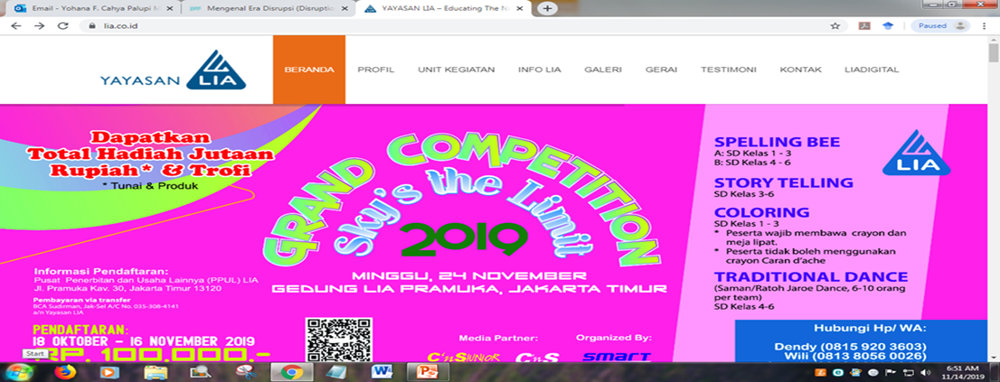 Email - Yohana F. Cahya Palupi M
Mengenal Era Disrupsi (Disruptio
YAYASAN LIA – Educating The N
lia.co.id
Paused
YAYASAN LIA
BERANDA PROFIL UNIT KEGIATAN INFO LIA GALERI GERAI TESTIMONI KONTAK LIADIGITAL
Dapatkan
Total Hadiah Jutaan
Rupiah* & Trofi
* Tunai & Produk
GRAND COMPETITION
Sky's the Limit
2019
MINGGU, 24 NOVEMBER
GEDUNG LIA PRAMUKA, JAKARTA TIMUR
Informasi Pendaftaran:
Pusat Penerbitan dan Usaha Lainnya (PPUL) LIA
Jl. Pramuka Kav. 30, Jakarta Timur 13120
Pembayaran via transfer
BCA Sudirman, Jak-Sel A/C No. 035-308-4141
a/n Yayasan LIA
PENDAFTARAN:
18 OKTOBER - 16 NOVEMBER 2019
RP. 100.000,-
Start
Media Partner:
C'nSJUNIOR C'nS
Organized By:
SMART
SPELLING BEE
A: SD Kelas 1 - 3
B: SD Kelas 4 - 6
STORY TELLING
SD Kelas 3-6
COLORING
SD Kelas 1 - 3
* Peserta wajib membawa crayon dan
meja lipat.
* Peserta tidak boleh menggunakan
crayon Caran d'ache
TRADITIONAL DANCE
(Saman/Ratoh Jaroe Dance, 6-10 orang
per team)
SD Kelas 4-6
LIA
Hubungi Hp/ WA:
Dendy (0815 920 3603)
Wili (0813 8056 0026)
6:51 AM
11/14/2019